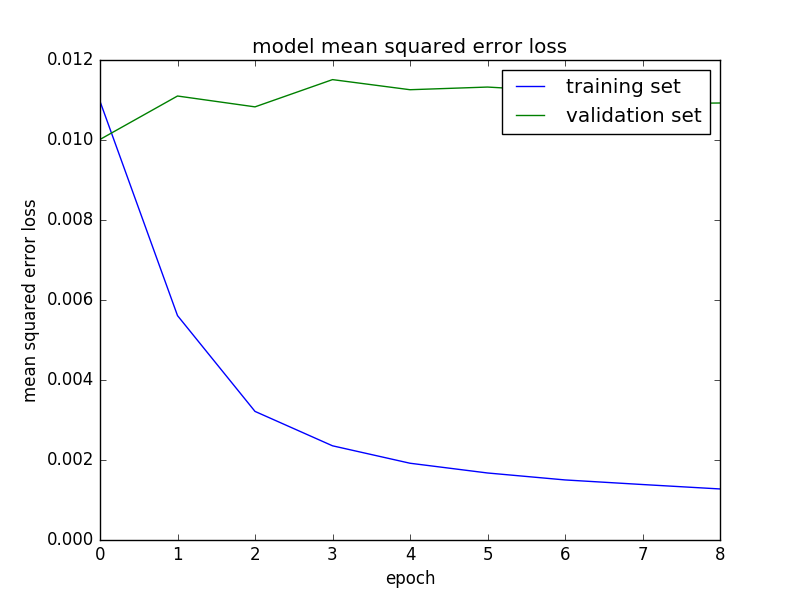 model mean squared error loss
training set
validation set
mean squared error loss
0.012
0.010
0.008
0.006
0.004
0.002
0.000
0 1 2 3 4 5 6 7 8
epoch